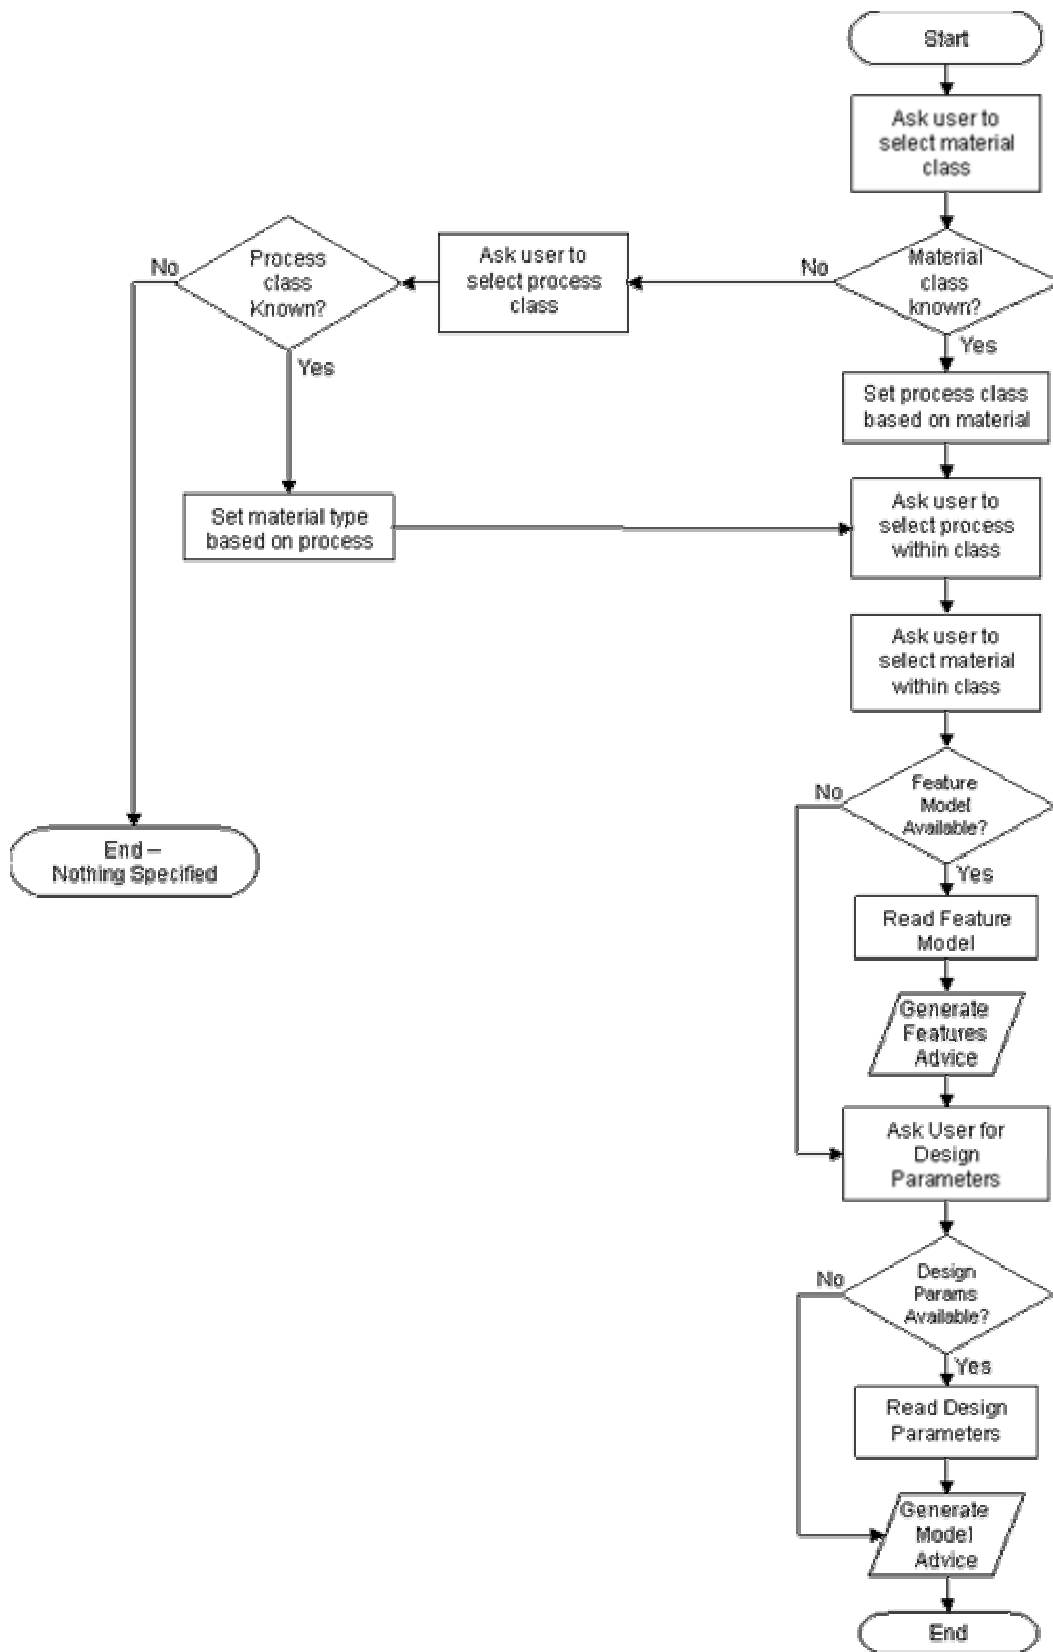 Start
Ask user to
select material
class
Material
class
known?
No
Yes
Ask user to
select process
class
Process
class
Known?
No
Yes
Set process class
based on material
Set material type
based on process
Ask user to
select process
within class
Ask user to
select material
within class
Feature
Model
Available?
No
Yes
End –
Nothing Specified
Read Feature
Model
Generate
Features
Advice
Ask User for
Design
Parameters
Design
Params
Available?
No
Yes
Read Design
Parameters
Generate
Model
Advice
End